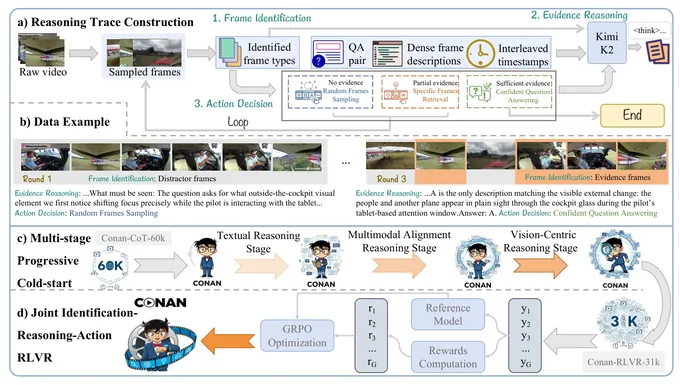 a) Reasoning Trace Construction
1. Frame Identification
2. Evidence Reasoning
Raw video
Sampled frames
Identified
frame types
QA
pair
Dense frame
descriptions
Interleaved
timestamps
Kimi
K2
<think>...
3. Action Decision
Loop
No evidence
Random Frames
Sampling
Partial evidence
Specific Frames
Retrieval
Sufficient evidence
Confident Question
Answering
End
b) Data Example
Round 1
Frame Identification: Distractor frames
...
Round 3
Frame Identification: Evidence frames
Evidence Reasoning: ...What must be seen: The question asks for what outside-the-cockpit visual
element we first notice shifting focus precisely while the pilot is interacting with the tablet...
Action Decision: Random Frames Sampling
Evidence Reasoning: ...A is the only description matching the visible external change: the
people and another plane appear in plain sight through the cockpit glass during the pilot's
tablet-based attention window.Answer: A. Action Decision: Confident Question Answering
c) Multi-stage
Progressive
Cold-start
Conan-CoT-60k
60K
Textual Reasoning
Stage
Multimodal Alignment
Reasoning Stage
Vision-Centric
Reasoning Stage
CONAN
CONAN
CONAN
CONAN
d) Joint Identification-
Reasoning-Action
RLVR
CONAN
GRPO
Optimization
r1
r2
r3
...
rG
Reference
Model
Rewards
Computation
y1
y2
y3
...
yG
31K
Conan-RLVR-31k